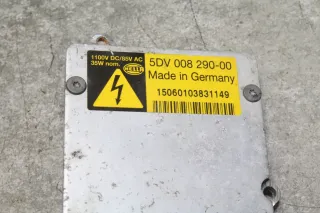 1100V DC/85V AC
35W nom.
HELLA
5DV 008 290-00
Made in Germany
15060103831149